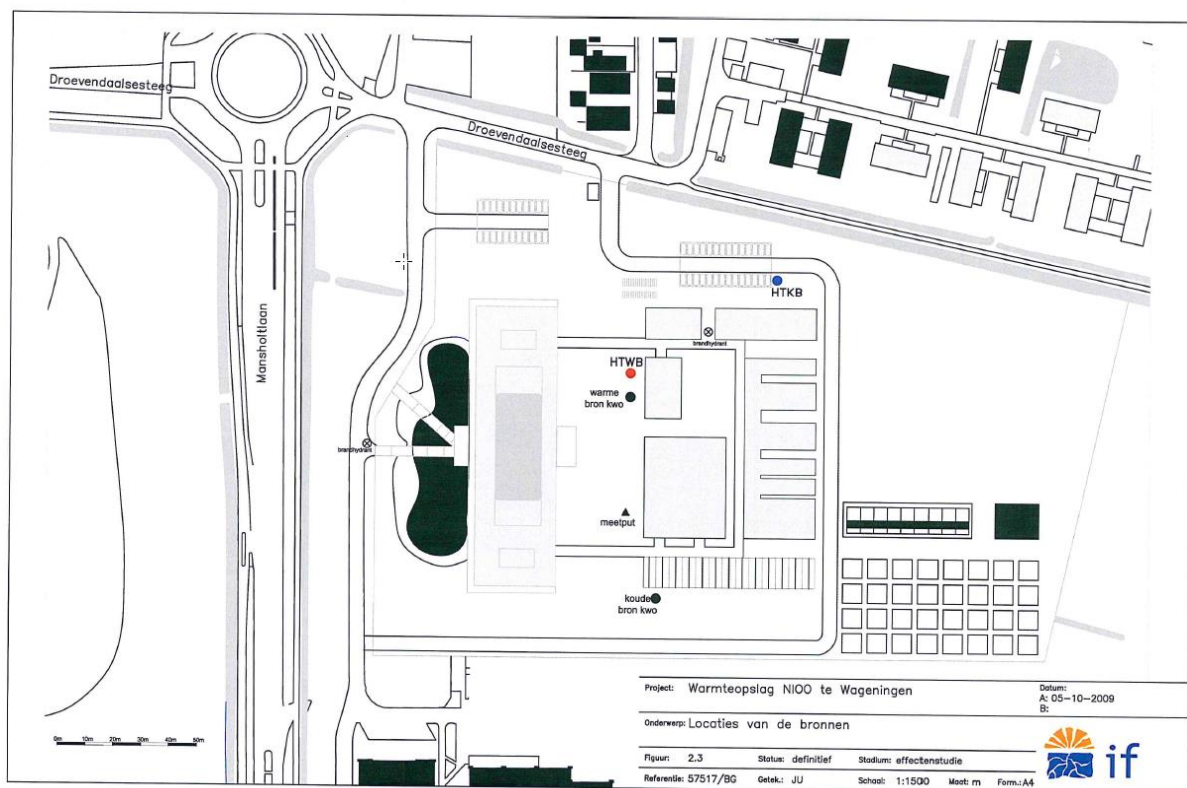 Droevendaalsesteeg
Droevendaalsesteeg
Mansholtlaan
HTKB
brandhydrant
HTWB
warme
bron kwo
brandhydrant
meetput
koude
bron kwo
0m 10m 20m 30m 40m 50m
Project: Warmteopslag NIOO te Wageningen
Datum:
A: 05-10-2009
B:
Onderwerp: Locaties van de bronnen
Figuur: 2.3 Status: definitief Stadium: effectenstudie
Referentie: 57517/BG Getek.: JU Schaal: 1:1500 Maat: m Form.: A4
if